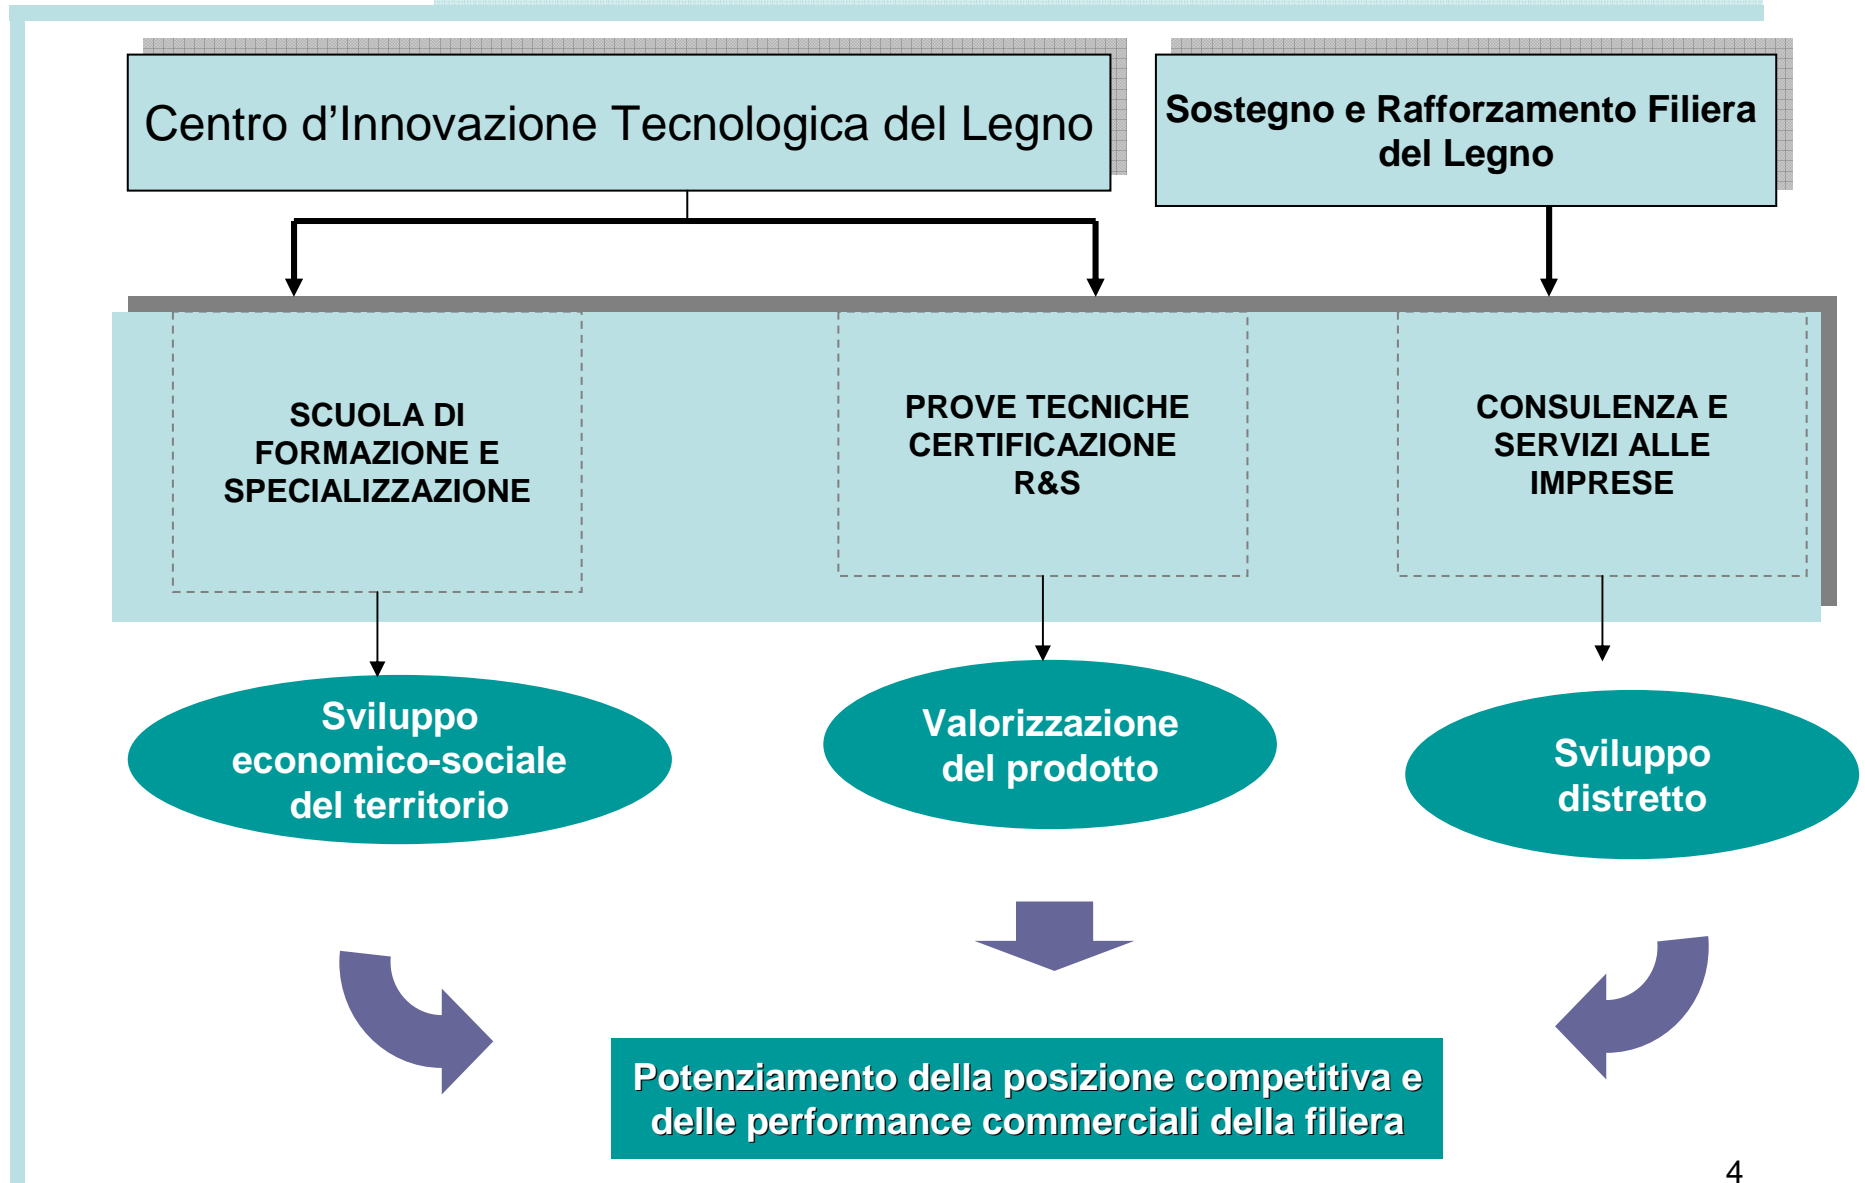 Centro d’Innovazione Tecnologica del Legno
Sostegno e Rafforzamento Filiera
del Legno
SCUOLA DI
FORMAZIONE E
SPECIALIZZAZIONE
PROVE TECNICHE
CERTIFICAZIONE
R&S
CONSULENZA E
SERVIZI ALLE
IMPRESE
Sviluppo
economico-sociale
del territorio
Valorizzazione
del prodotto
Sviluppo
distretto
Potenziamento della posizione competitiva e
delle performance commerciali della filiera
4